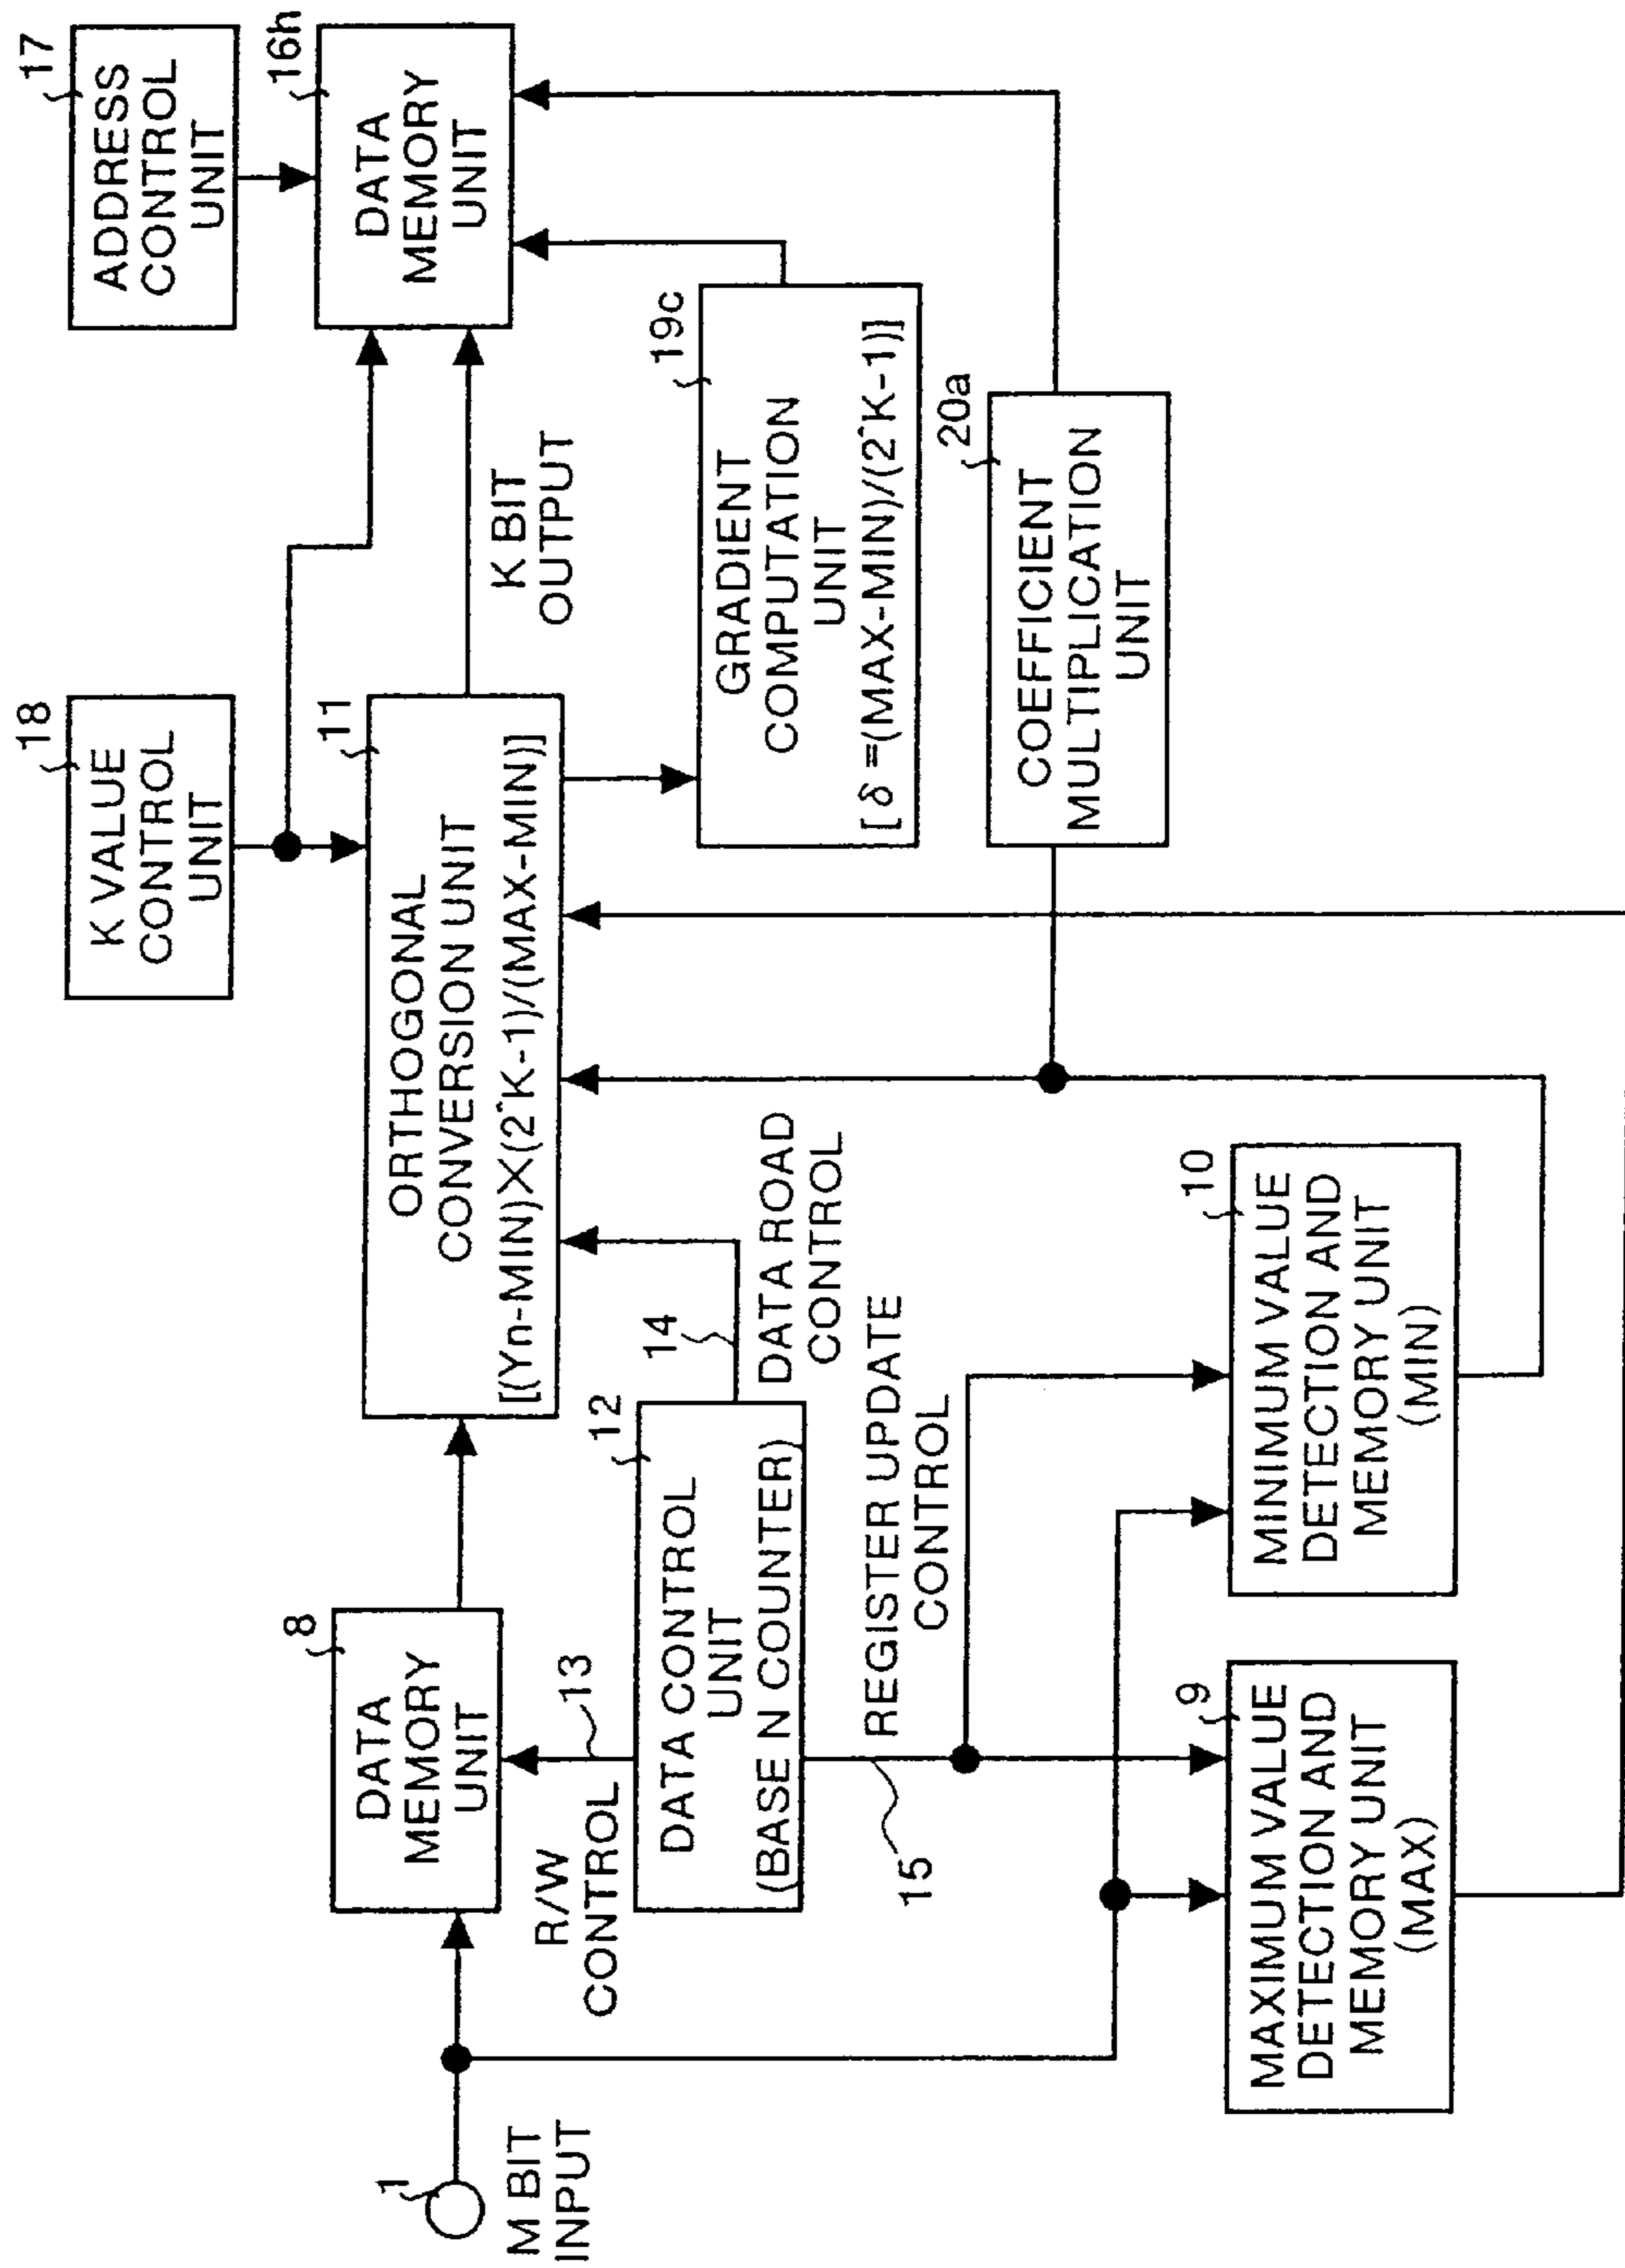 1
M BIT
INPUT
8
DATA
MEMORY
UNIT
R/W
CONTROL
13
12
DATA CONTROL
UNIT
(BASE N COUNTER)
14
DATA ROAD
CONTROL
15
REGISTER UPDATE
CONTROL
9
MAXIMUM VALUE
DETECTION AND
MEMORY UNIT
(MAX)
10
MINIMUM VALUE
DETECTION AND
MEMORY UNIT
(MIN)
18
K VALUE
CONTROL
UNIT
11
ORTHOGONAL
CONVERSION UNIT
[(Yn-MIN)X(2^K-1)/(MAX-MIN)]
K BIT
OUTPUT
19c
GRADIENT
COMPUTATION
UNIT
[δ=(MAX-MIN)/(2^K-1)]
20a
COEFFICIENT
MULTIPLICATION
UNIT
17
ADDRESS
CONTROL
UNIT
16h
DATA
MEMORY
UNIT